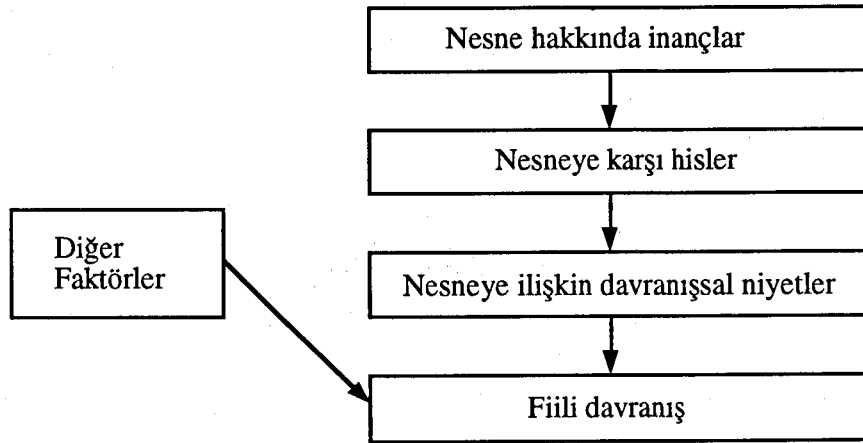 Nesne hakkında inançlar
Nesneye karşı hisler
Diğer
Faktörler
Nesneye ilişkin davranışsal niyetler
Fiili davranış